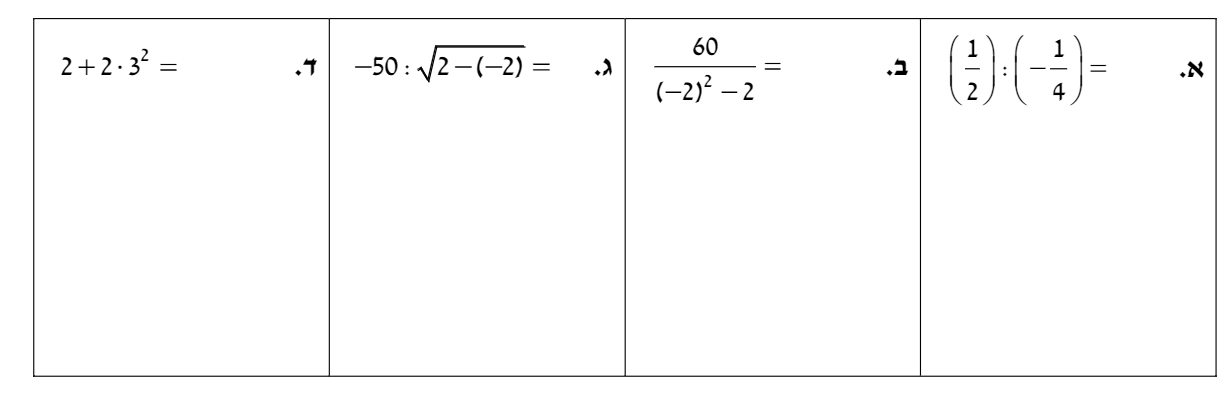 א. (1/2) : (−1/4) =
ב. 60/((−2)² − 2) =
ג. −50 : √(2 − (−2)) =
ד. 2 + 2 · 3² =